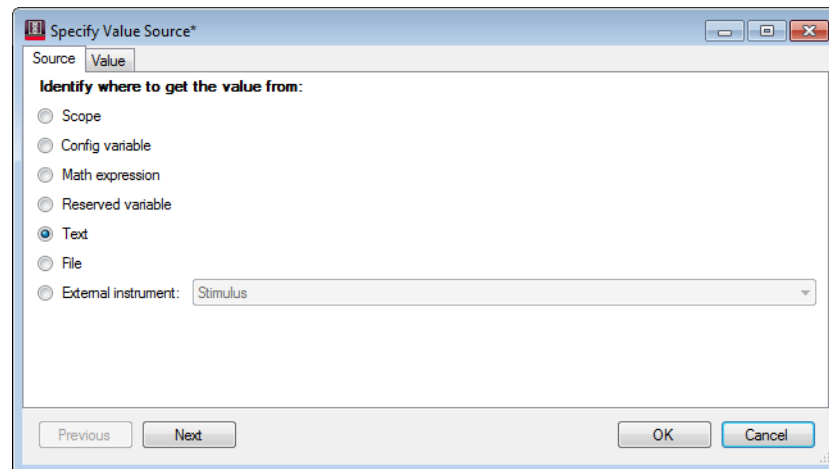 Specify Value Source*
Source Value
Identify where to get the value from:
Scope
Config variable
Math expression
Reserved variable
Text
File
External instrument: Stimulus
Previous Next OK Cancel